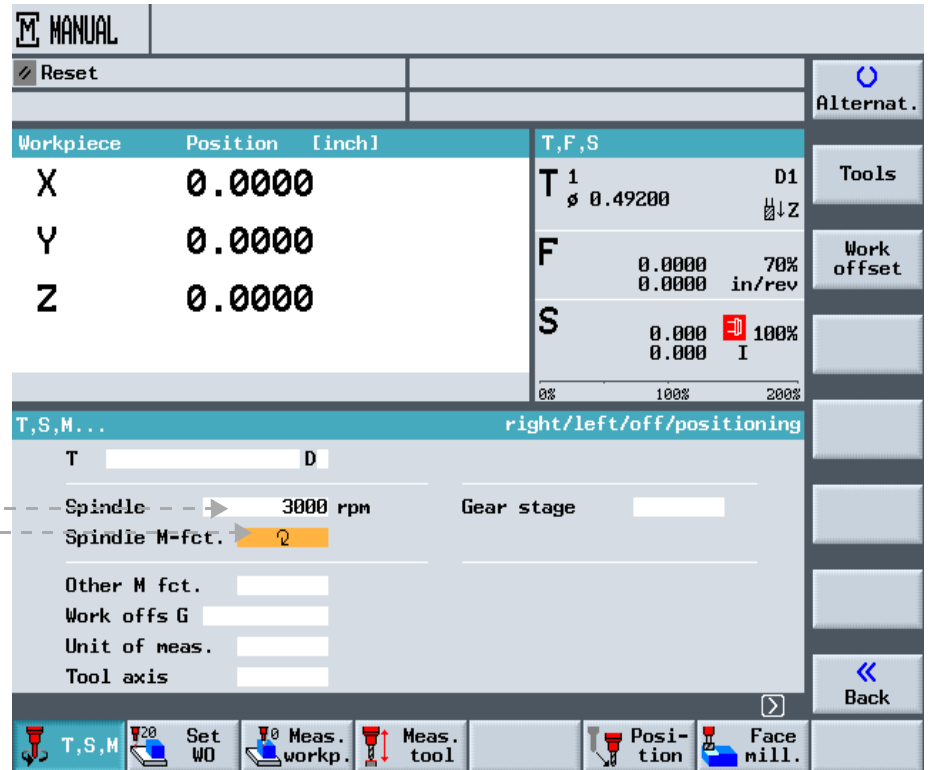 M MANUAL
Reset
Alternat.
Workpiece Position [inch]
X 0.0000
Y 0.0000
Z 0.0000
T,F,S
T 1 D1
ø 0.49200 ↓Z
F 0.0000 70%
0.0000 in/rev
S 0.000 100%
0.000 I
0% 100% 200%
Tools
Work
offset
T,S,M... right/left/off/positioning
T D
Spindle 3000 rpm Gear stage
Spindle M-fct.
Other M fct.
Work offs G
Unit of meas.
Tool axis
«
Back
T,S,M
T20 Set
WO
0 Meas.
workp.
Meas.
tool
Posi-
tion
Face
mill.